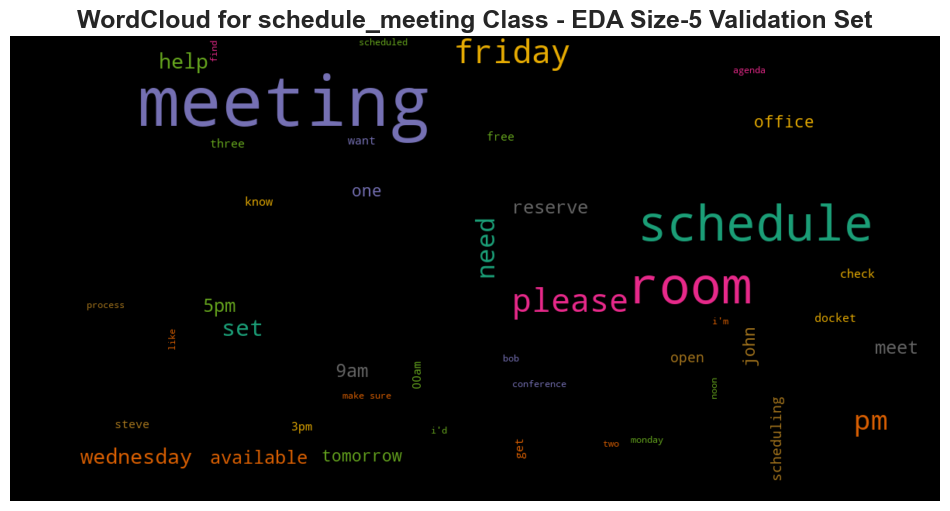 WordCloud for schedule_meeting Class - EDA Size-5 Validation Set
scheduled
find
help
friday
agenda
meeting
office
three
want
free
one
know
reserve
schedule
need
check
room
please
process
5pm
set
i'm
docket
like
john
meet
bob
open
9am
00am
conference
noon
make sure
scheduling
steve
3pm
i'd
pm
wednesday
available
tomorrow
get
two
monday